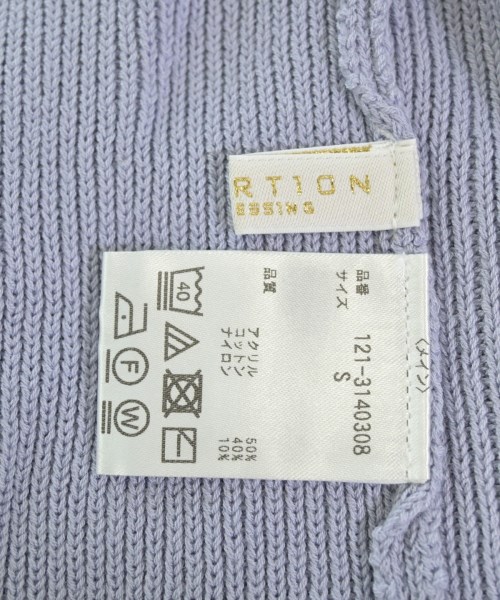 RTION
ESSING
〈メイン〉
品番 121-3140308
サイズ S
品質
アクリル 50%
コットン 40%
ナイロン 10%
40
F
W